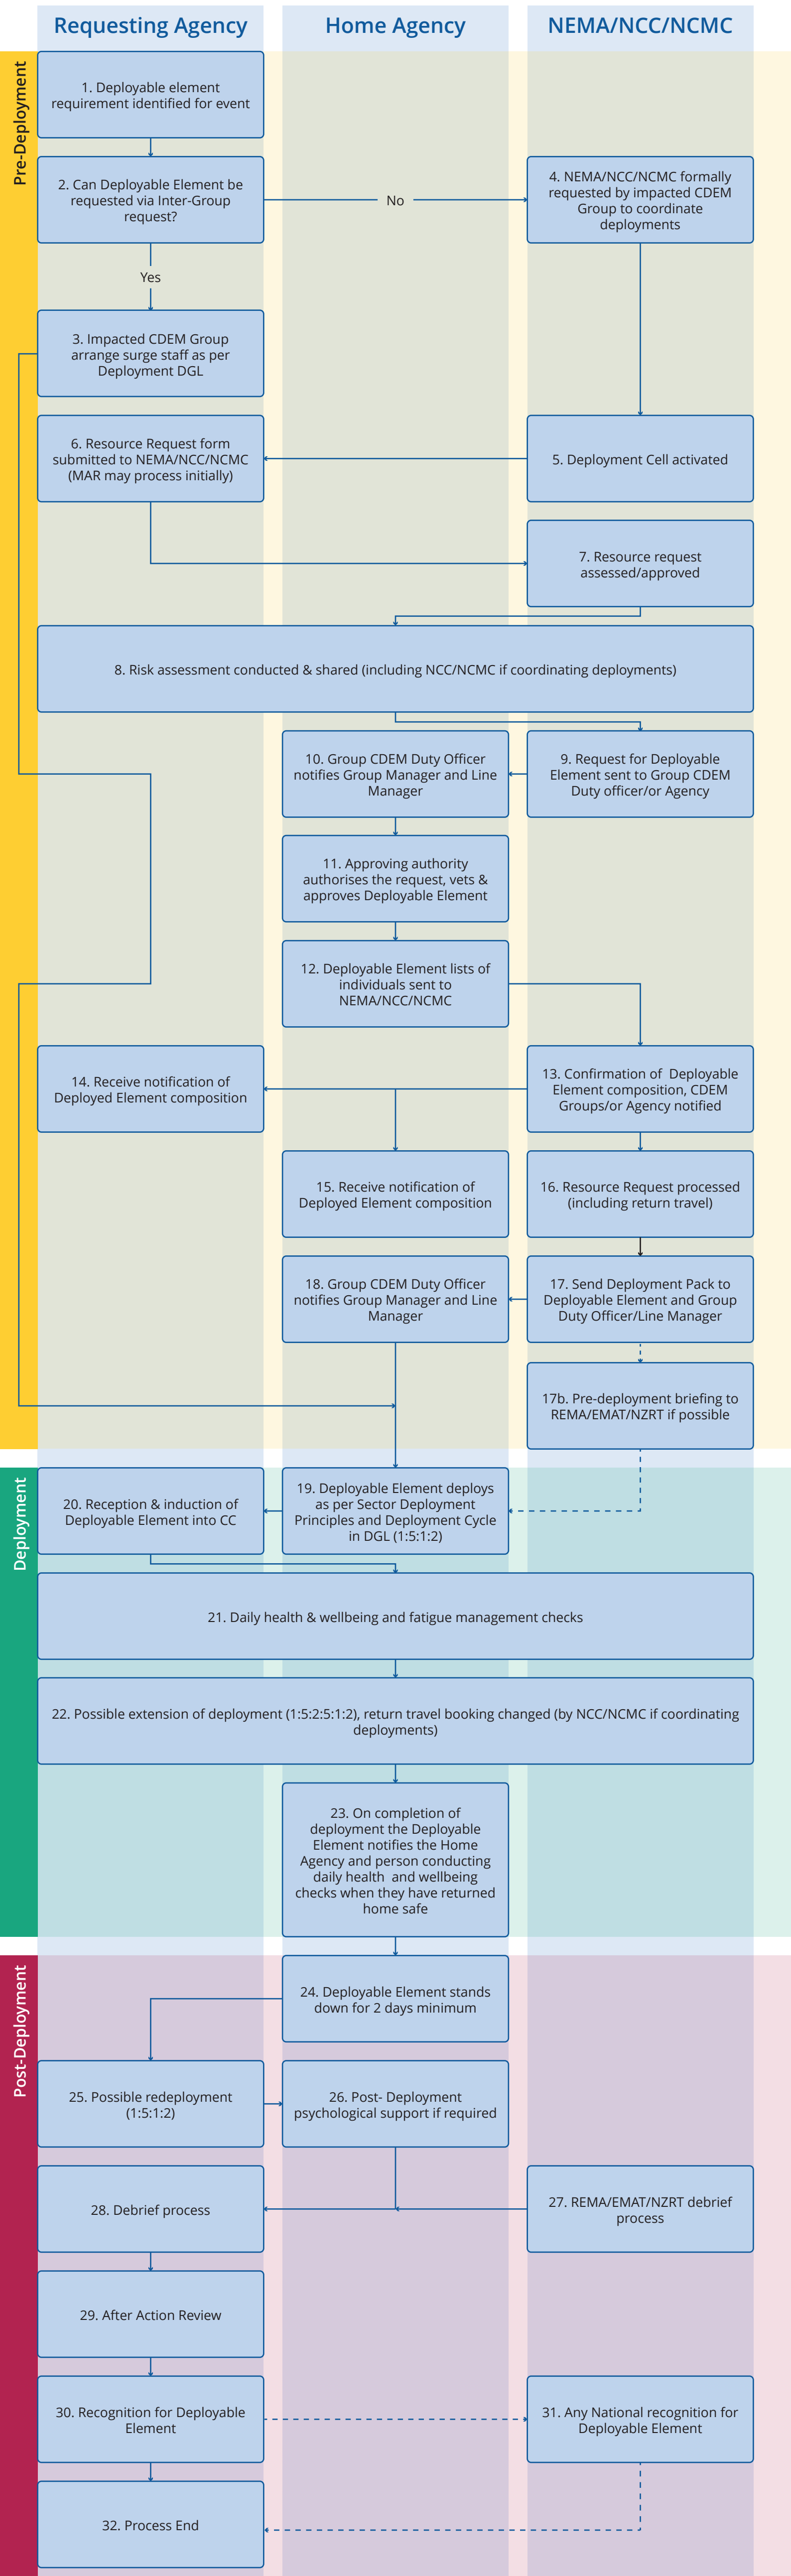 Requesting Agency
Home Agency
NEMA/NCC/NCMC
Pre-Deployment
1. Deployable element
requirement identified for event
2. Can Deployable Element be
requested via Inter-Group
request?
No
4. NEMA/NCC/NCMC formally
requested by impacted CDEM
Group to coordinate
deployments
Yes
3. Impacted CDEM Group
arrange surge staff as per
Deployment DGL
6. Resource Request form
submitted to NEMA/NCC/NCMC
(MAR may process initially)
5. Deployment Cell activated
7. Resource request
assessed/approved
8. Risk assessment conducted & shared (including NCC/NCMC if coordinating deployments)
10. Group CDEM Duty Officer
notifies Group Manager and Line
Manager
9. Request for Deployable
Element sent to Group CDEM
Duty officer/or Agency
11. Approving authority
authorises the request, vets &
approves Deployable Element
12. Deployable Element lists of
individuals sent to
NEMA/NCC/NCMC
14. Receive notification of
Deployed Element composition
13. Confirmation of  Deployable
Element composition, CDEM
Groups/or Agency notified
15. Receive notification of
Deployed Element composition
16. Resource Request processed
(including return travel)
18. Group CDEM Duty Officer
notifies Group Manager and Line
Manager
17. Send Deployment Pack to
Deployable Element and Group
Duty Officer/Line Manager
17b. Pre-deployment briefing to
REMA/EMAT/NZRT if possible
Deployment
20. Reception & induction of
Deployable Element into CC
19. Deployable Element deploys
as per Sector Deployment
Principles and Deployment Cycle
in DGL (1:5:1:2)
21. Daily health & wellbeing and fatigue management checks
22. Possible extension of deployment (1:5:2:5:1:2), return travel booking changed (by NCC/NCMC if coordinating
deployments)
23. On completion of
deployment the Deployable
Element notifies the Home
Agency and person conducting
daily health  and wellbeing
checks when they have returned
home safe
Post-Deployment
24. Deployable Element stands
down for 2 days minimum
25. Possible redeployment
(1:5:1:2)
26. Post- Deployment
psychological support if required
28. Debrief process
27. REMA/EMAT/NZRT debrief
process
29. After Action Review
30. Recognition for Deployable
Element
31. Any National recognition for
Deployable Element
32. Process End